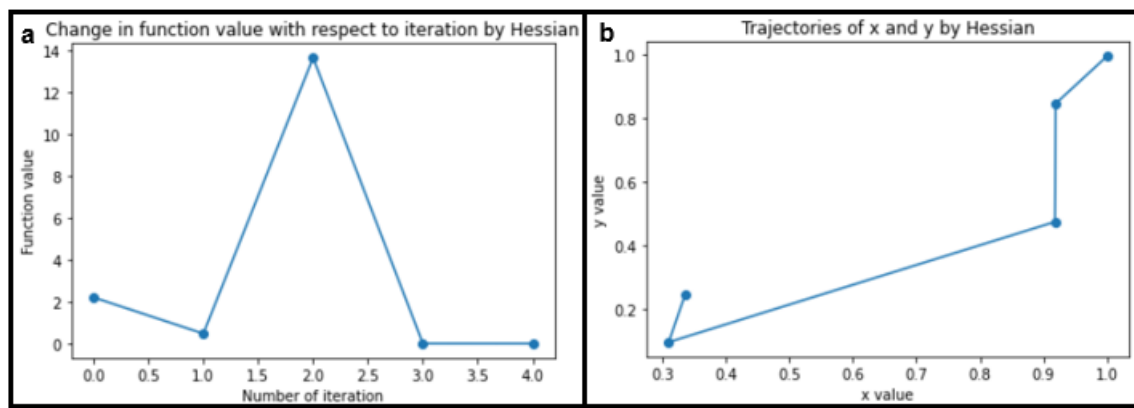 a Change in function value with respect to iteration by Hessian
14
12
10
8
6
4
2
0
Function value
0.0 0.5 1.0 1.5 2.0 2.5 3.0 3.5 4.0
Number of iteration
b Trajectories of x and y by Hessian
1.0
0.8
0.6
0.4
0.2
y value
0.3 0.4 0.5 0.6 0.7 0.8 0.9 1.0
x value